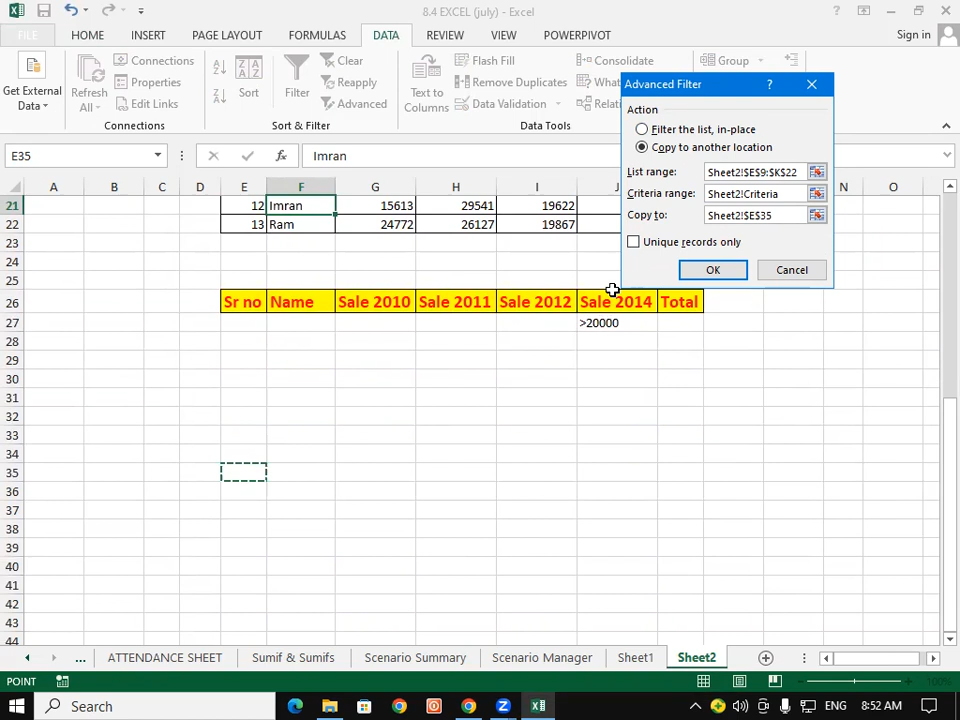 8.4 EXCEL (july) - Excel
?
Sign in
FILE HOME INSERT PAGE LAYOUT FORMULAS DATA REVIEW VIEW POWERPIVOT
Get External Data
Refresh All
Connections
Properties
Edit Links
Connections
Sort
Filter
Clear
Reapply
Advanced
Sort & Filter
Text to Columns
Flash Fill
Remove Duplicates
Data Validation
Consolidate
Data Tools
Group
Advanced Filter ?
Action
Filter the list, in-place
Copy to another location
List range: Sheet2!$E$9:$K$22
Criteria range: Sheet2!Criteria
Copy to: Sheet2!$E$35
Unique records only
OK Cancel
E35 fx Imran
A B C D E F G H I J N O
21 12 Imran 15613 29541 19622
22 13 Ram 24772 26127 19867
23
24
25
26 Sr no Name Sale 2010 Sale 2011 Sale 2012 Sale 2014 Total
27 >20000
28
29
30
31
32
33
34
35
36
37
38
39
40
41
42
43
44
... ATTENDANCE SHEET Sumif & Sumifs Scenario Summary Scenario Manager Sheet1 Sheet2
POINT 100%
Search ENG 8:52 AM